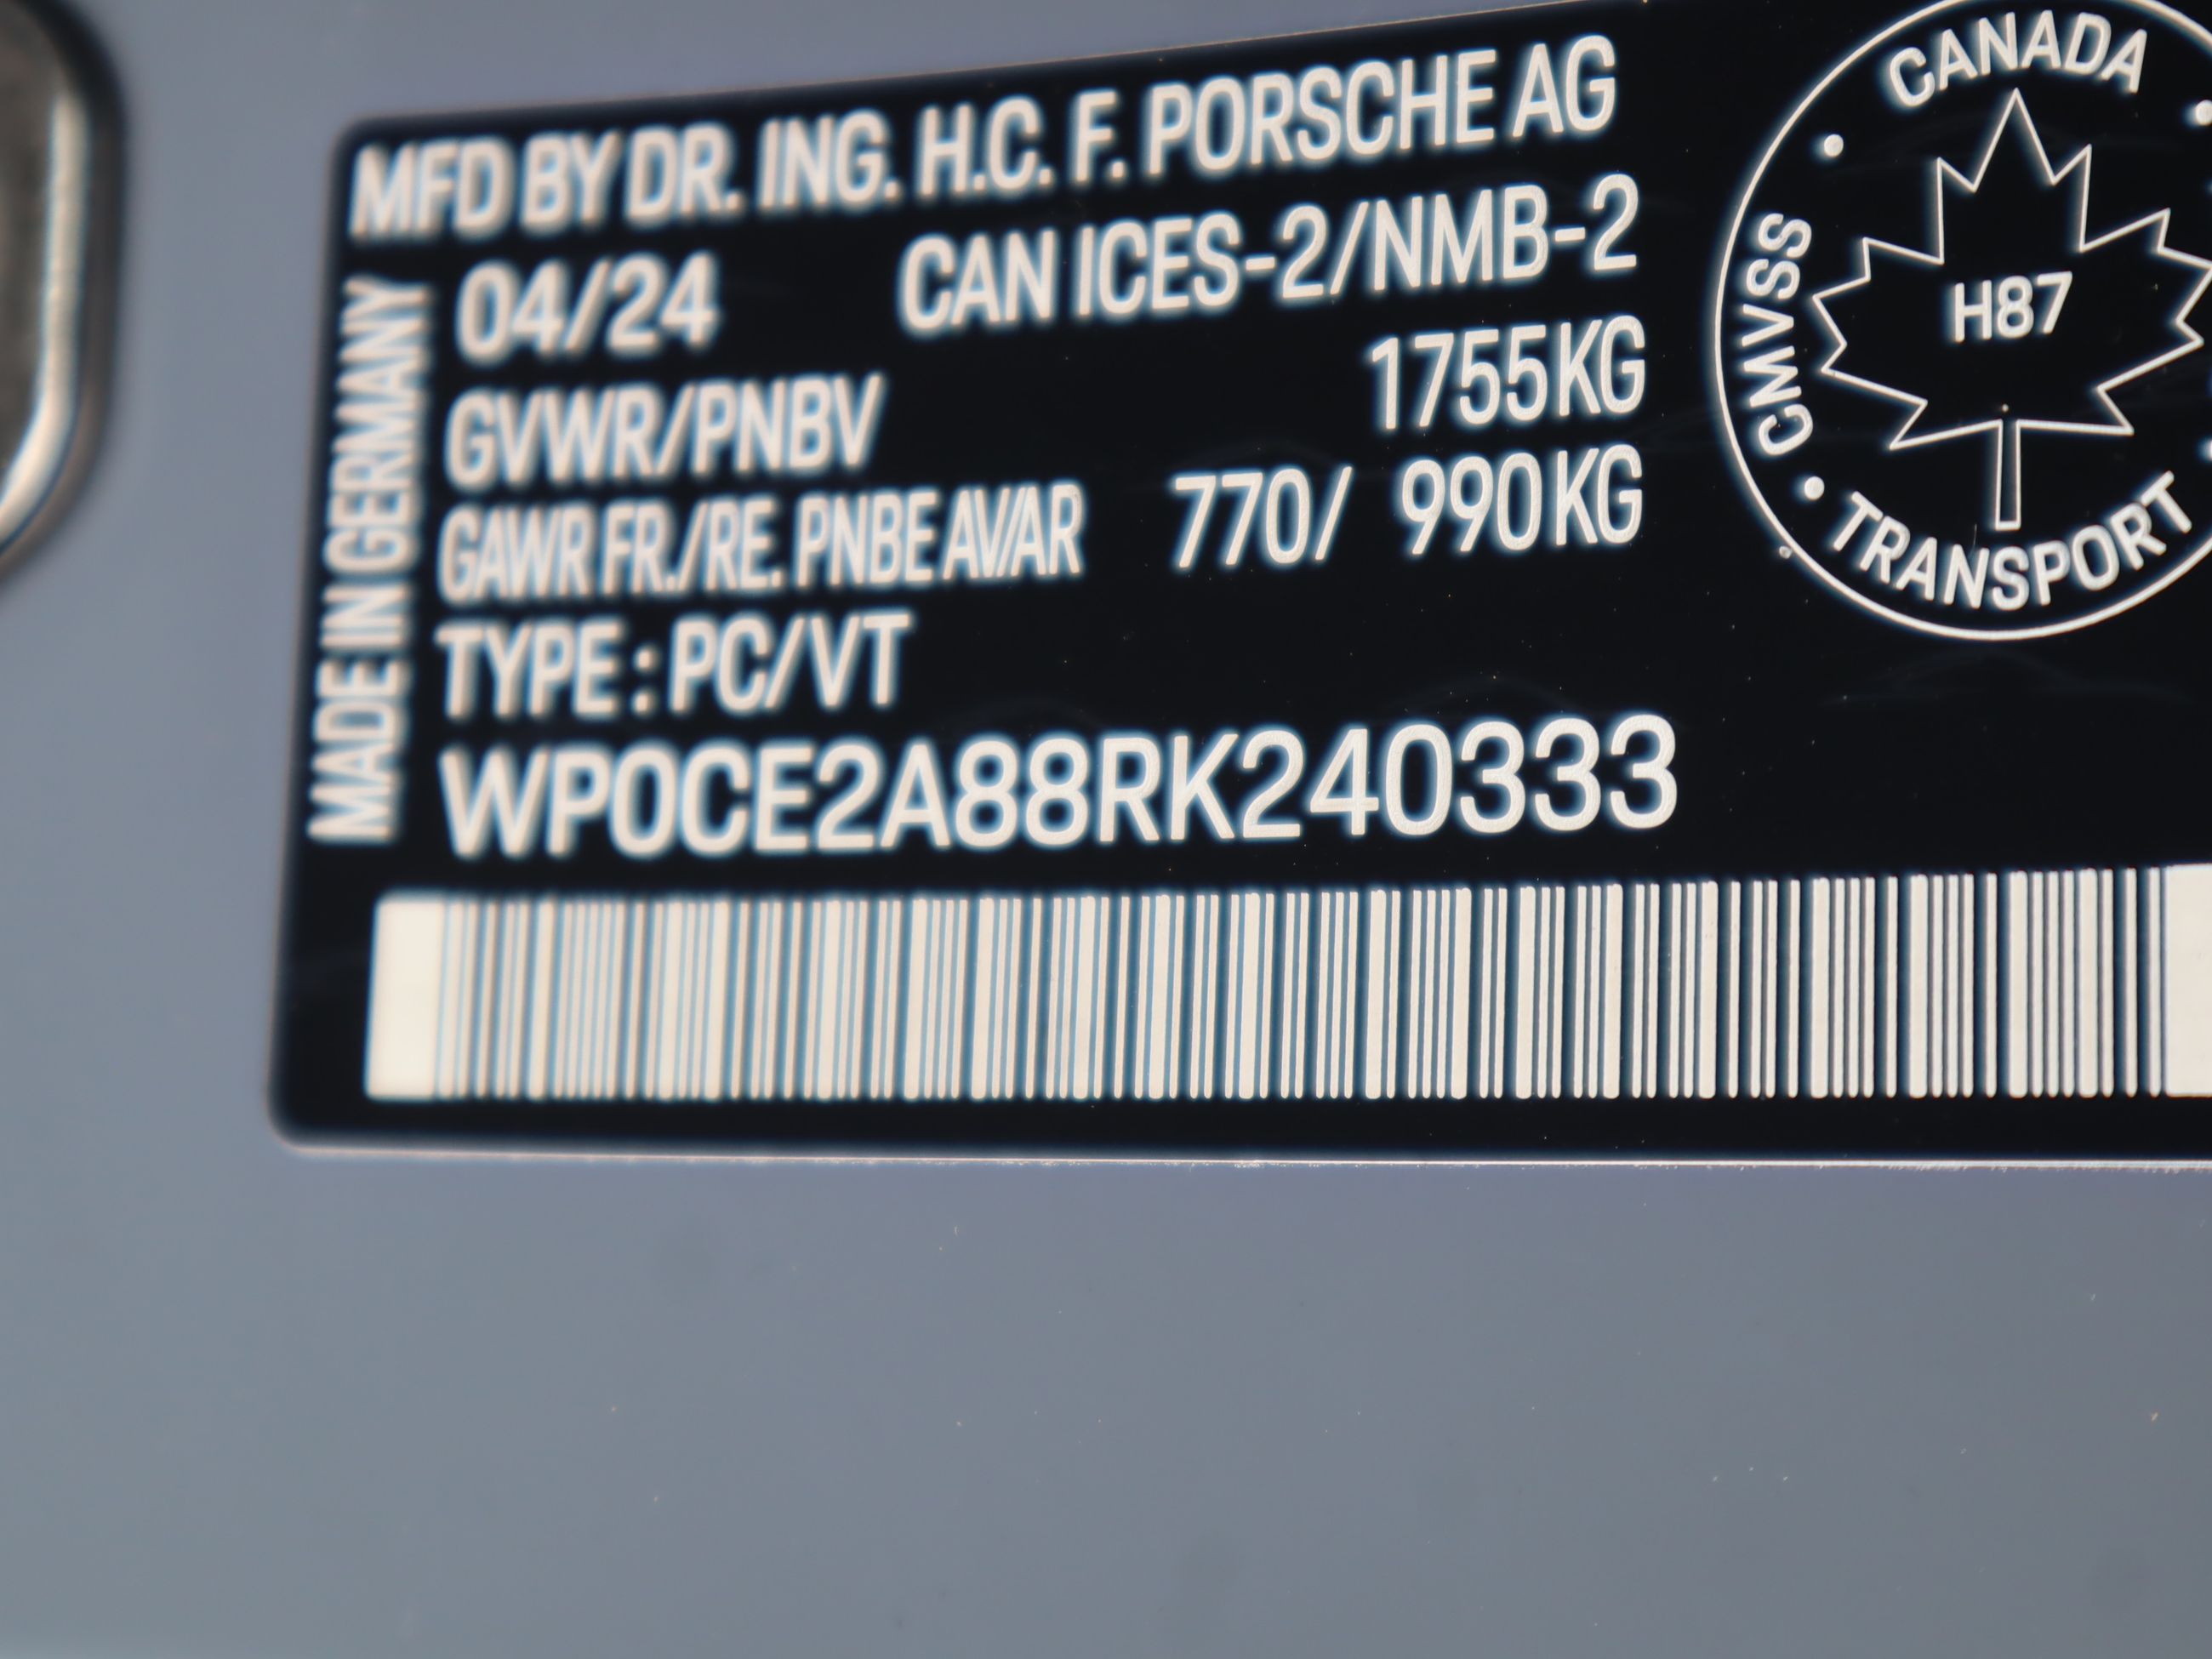 MFD BY DR. ING. H.C. F. PORSCHE AG
04/24 CAN ICES-2/NMB-2
GVWR/PNBV 1755KG
GAWR FR./RE. PNBE AV/AR 770/ 990KG
TYPE : PC/VT
WP0CE2A88RK240333
MADE IN GERMANY
CANADA
CMVSS
H87
TRANSPORT